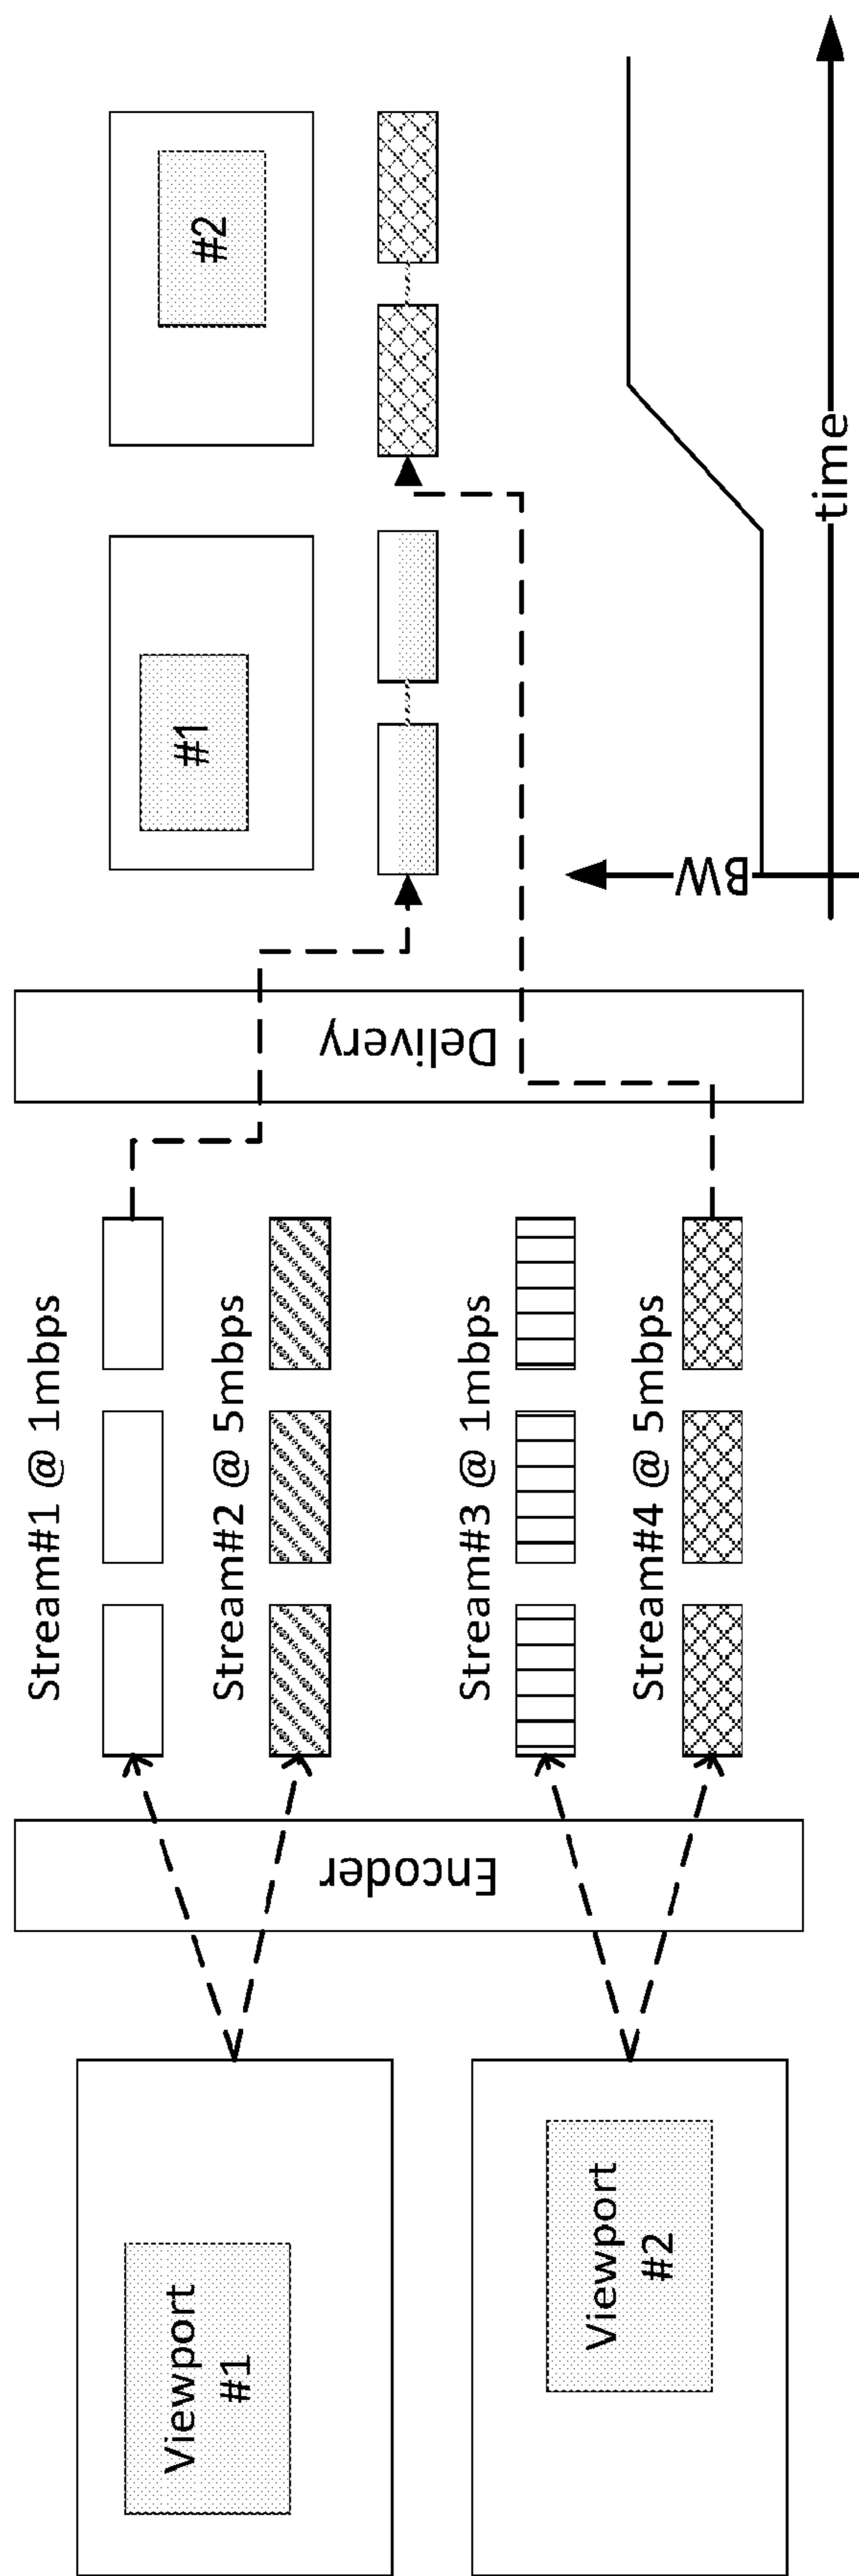 Viewport
#1
Viewport
#2
Encoder
Stream#1 @ 1mbps
Stream#2 @ 5mbps
Stream#3 @ 1mbps
Stream#4 @ 5mbps
Delivery
#1
#2
BW
time